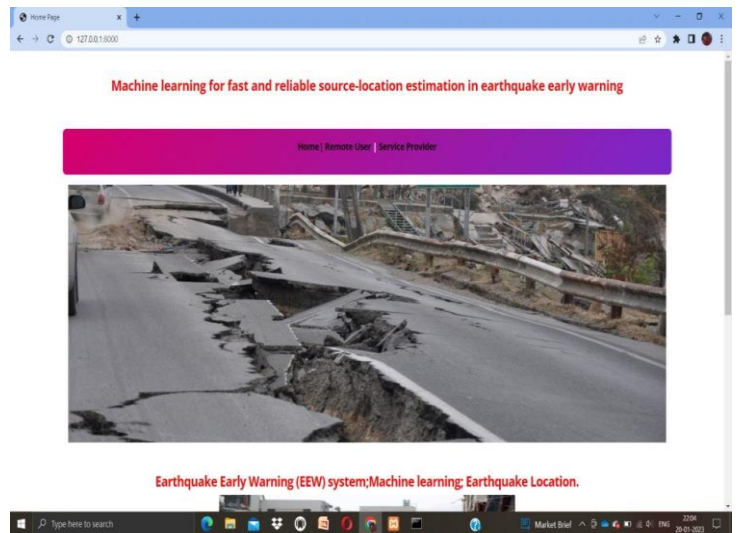 Home Page
127.0.0.1:8000
Machine learning for fast and reliable source-location estimation in earthquake early warning
Home | Remote User | Service Provider
Earthquake Early Warning (EEW) system;Machine learning; Earthquake Location.
Type here to search
Market Brief
ENG
22:04
20-01-2023